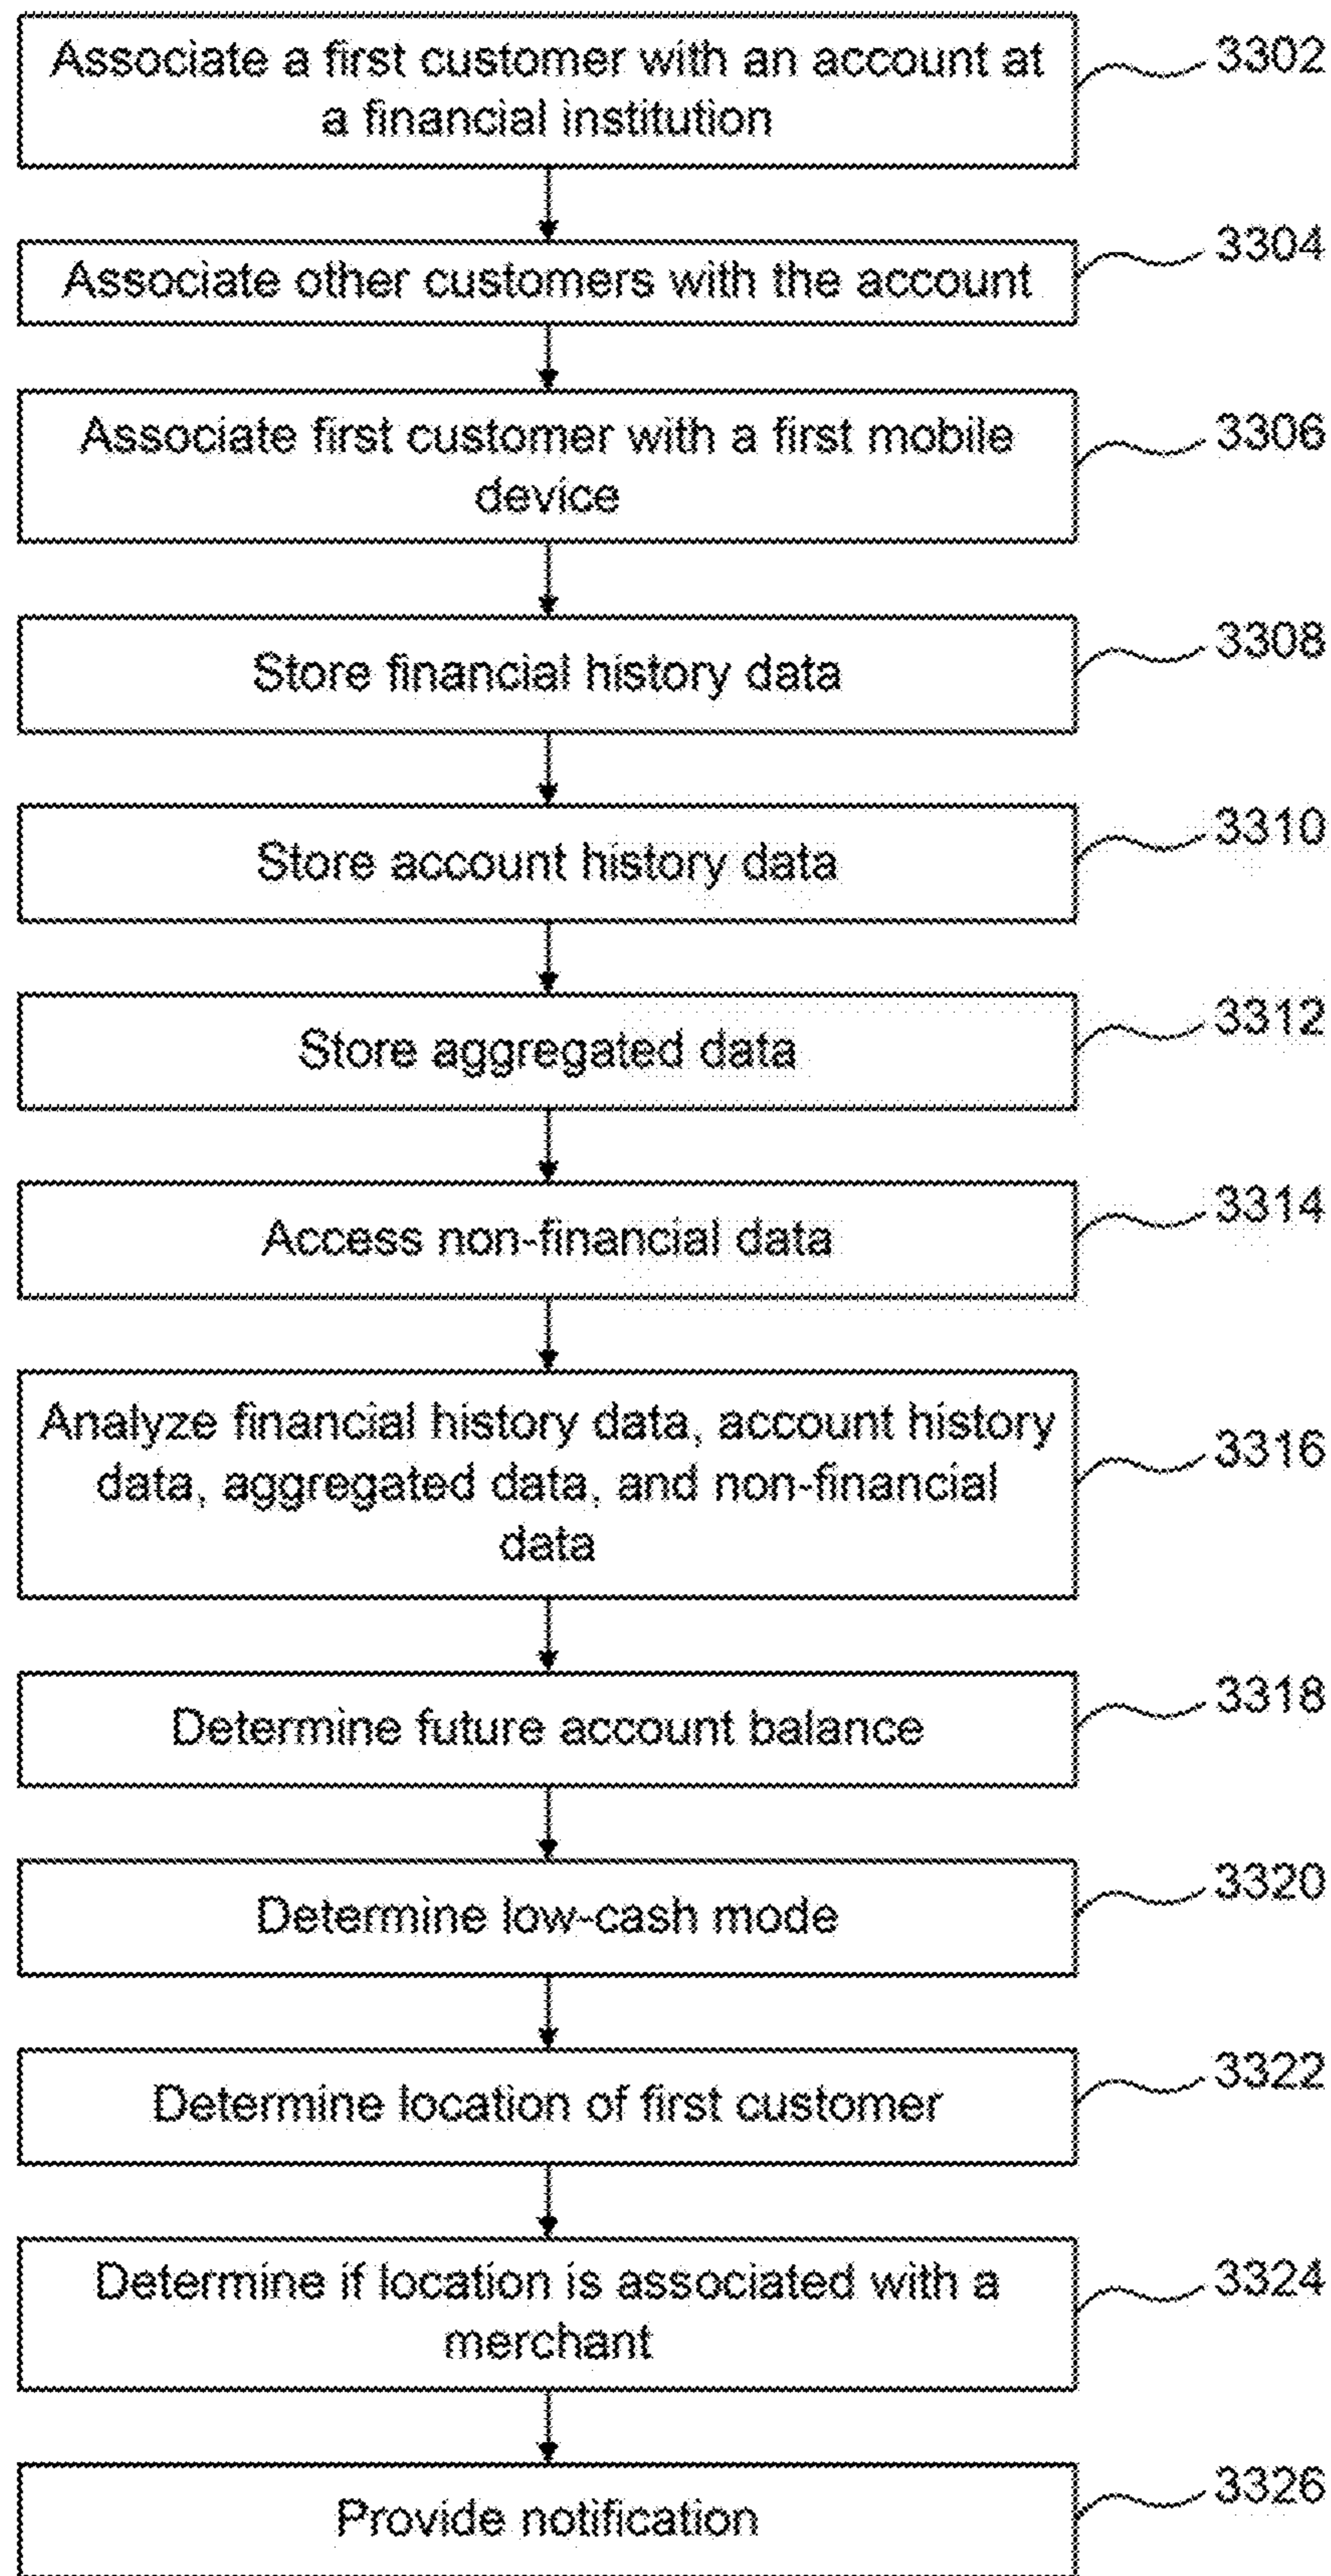 Associate a first customer with an account at
a financial institution
3302
Associate other customers with the account
3304
Associate first customer with a first mobile
device
3306
Store financial history data
3308
Store account history data
3310
Store aggregated data
3312
Access non-financial data
3314
Analyze financial history data, account history
data, aggregated data, and non-financial
data
3316
Determine future account balance
3318
Determine low-cash mode
3320
Determine location of first customer
3322
Determine if location is associated with a
merchant
3324
Provide notification
3326